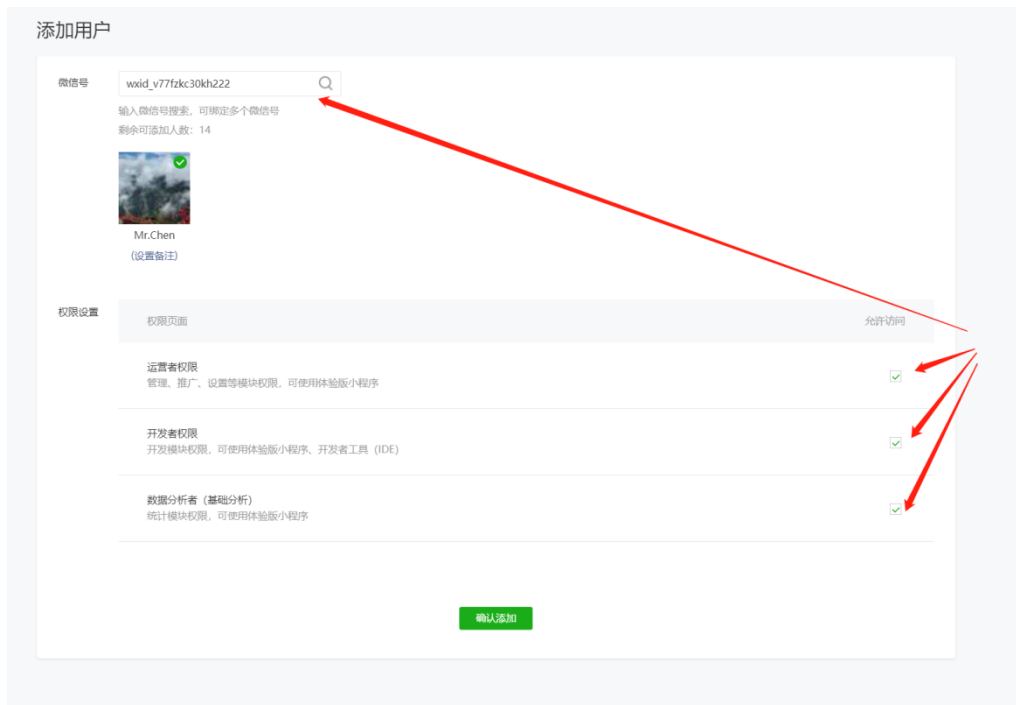 添加用户
微信号
wxid_v77fzkc30kh222
输入微信号搜索，可绑定多个微信号
剩余可添加人数：14
Mr.Chen
(设置备注)
权限设置
权限页面
允许访问
运营者权限
管理、推广、设置等模块权限，可使用体验版小程序
开发者权限
开发模块权限，可使用体验版小程序、开发者工具（IDE）
数据分析者（基础分析）
统计模块权限，可使用体验版小程序
确认添加